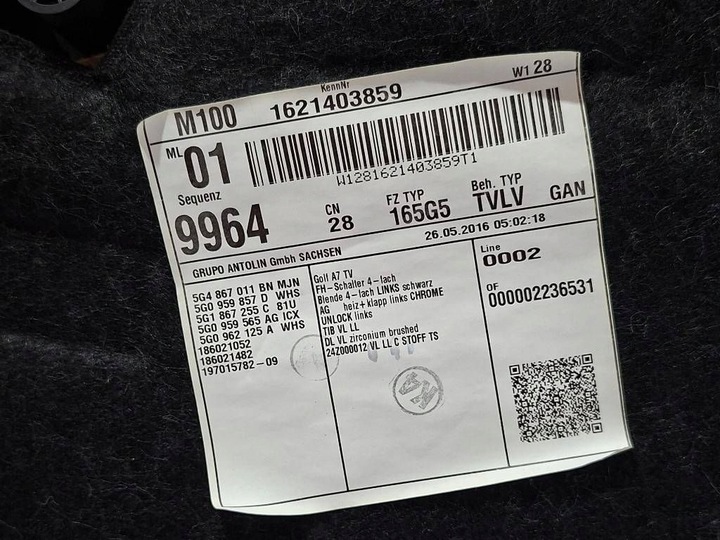 KennNr
W1 28
M100
1621403859
ML
01
W1281621403859T1
Sequenz
9964
CN
28
FZ TYP
165G5
Beh. TYP
TVLV
GAN
GRUPO ANTOLIN GmbH SACHSEN
26.05.2016 05:02:18
5G4 867 011 BN MJN
5G0 959 857 D WHS
5G1 867 255 C 81U
5G0 959 565 AG ICX
5G0 962 125 A WHS
186021052
186021482
197015782-09
Golf A7 TV
FH-Schalter 4-fach
Blende 4-fach LINKS schwarz
AG heiz+klapp links CHROME
UNLOCK links
TIB VL LL
DL VL zirconium brushed
24Z000012 VL LL C STOFF TS
Line
0002
OF
000002236531